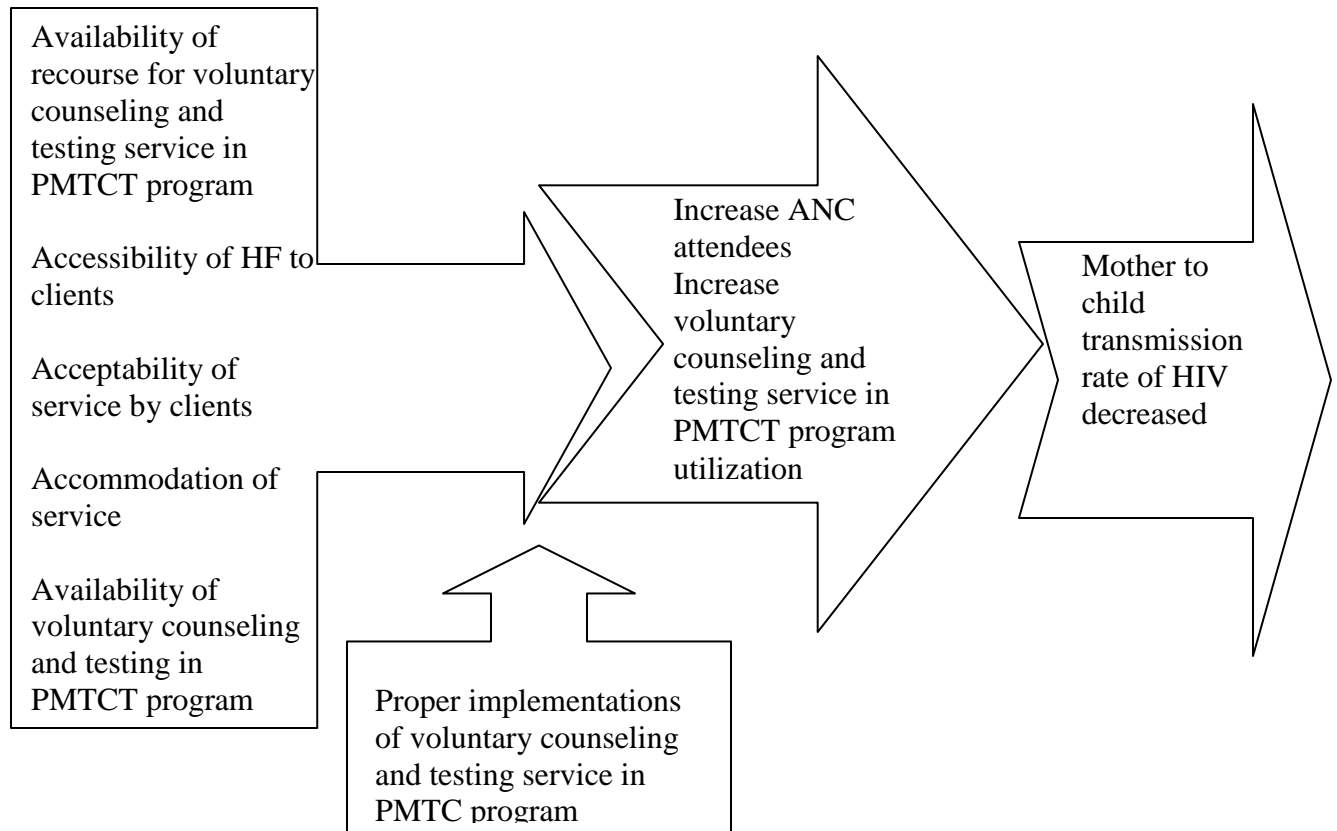 Availability of
recourse for voluntary
counseling and
testing service in
PMTCT program
Accessibility of HF to
clients
Acceptability of
service by clients
Accommodation of
service
Availability of
voluntary counseling
and testing in
PMTCT program
Proper implementations
of voluntary counseling
and testing service in
PMTC program
Increase ANC
attendees
Increase
voluntary
counseling and
testing service in
PMTCT program
utilization
Mother to
child
transmission
rate of HIV
decreased